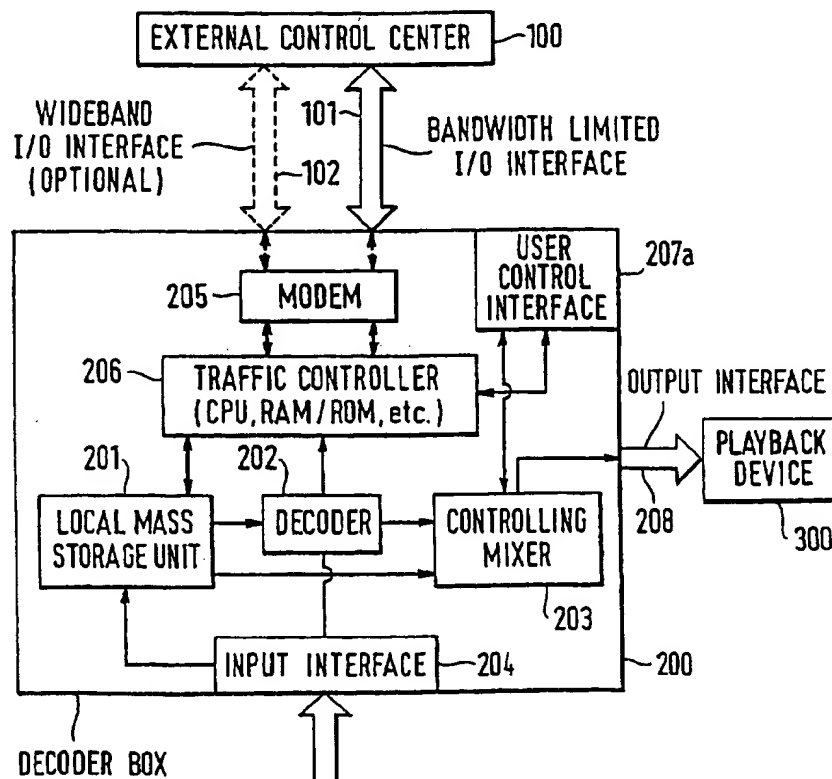 EXTERNAL CONTROL CENTER
100
WIDEBAND
I/O INTERFACE
(OPTIONAL)
102
101
BANDWIDTH LIMITED
I/O INTERFACE
USER
CONTROL
INTERFACE
207a
205
MODEM
206
TRAFFIC CONTROLLER
(CPU, RAM/ROM, etc.)
OUTPUT INTERFACE
208
PLAYBACK
DEVICE
300
201
LOCAL MASS
STORAGE UNIT
202
DECODER
CONTROLLING
MIXER
203
INPUT INTERFACE
204
200
DECODER BOX